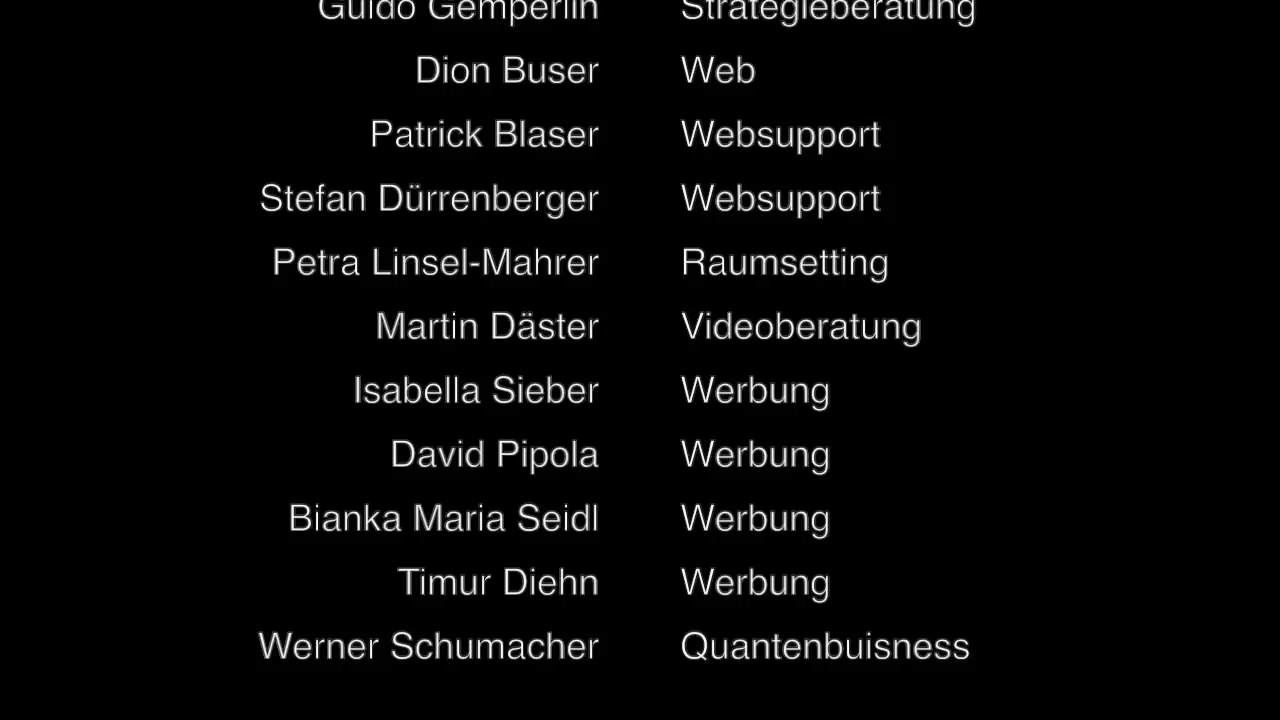 Guido Gemperlin Strategieberatung
Dion Buser Web
Patrick Blaser Websupport
Stefan Dürrenberger Websupport
Petra Linsel-Mahrer Raumsetting
Martin Däster Videoberatung
Isabella Sieber Werbung
David Pipola Werbung
Bianka Maria Seidl Werbung
Timur Diehn Werbung
Werner Schumacher Quantenbuisness